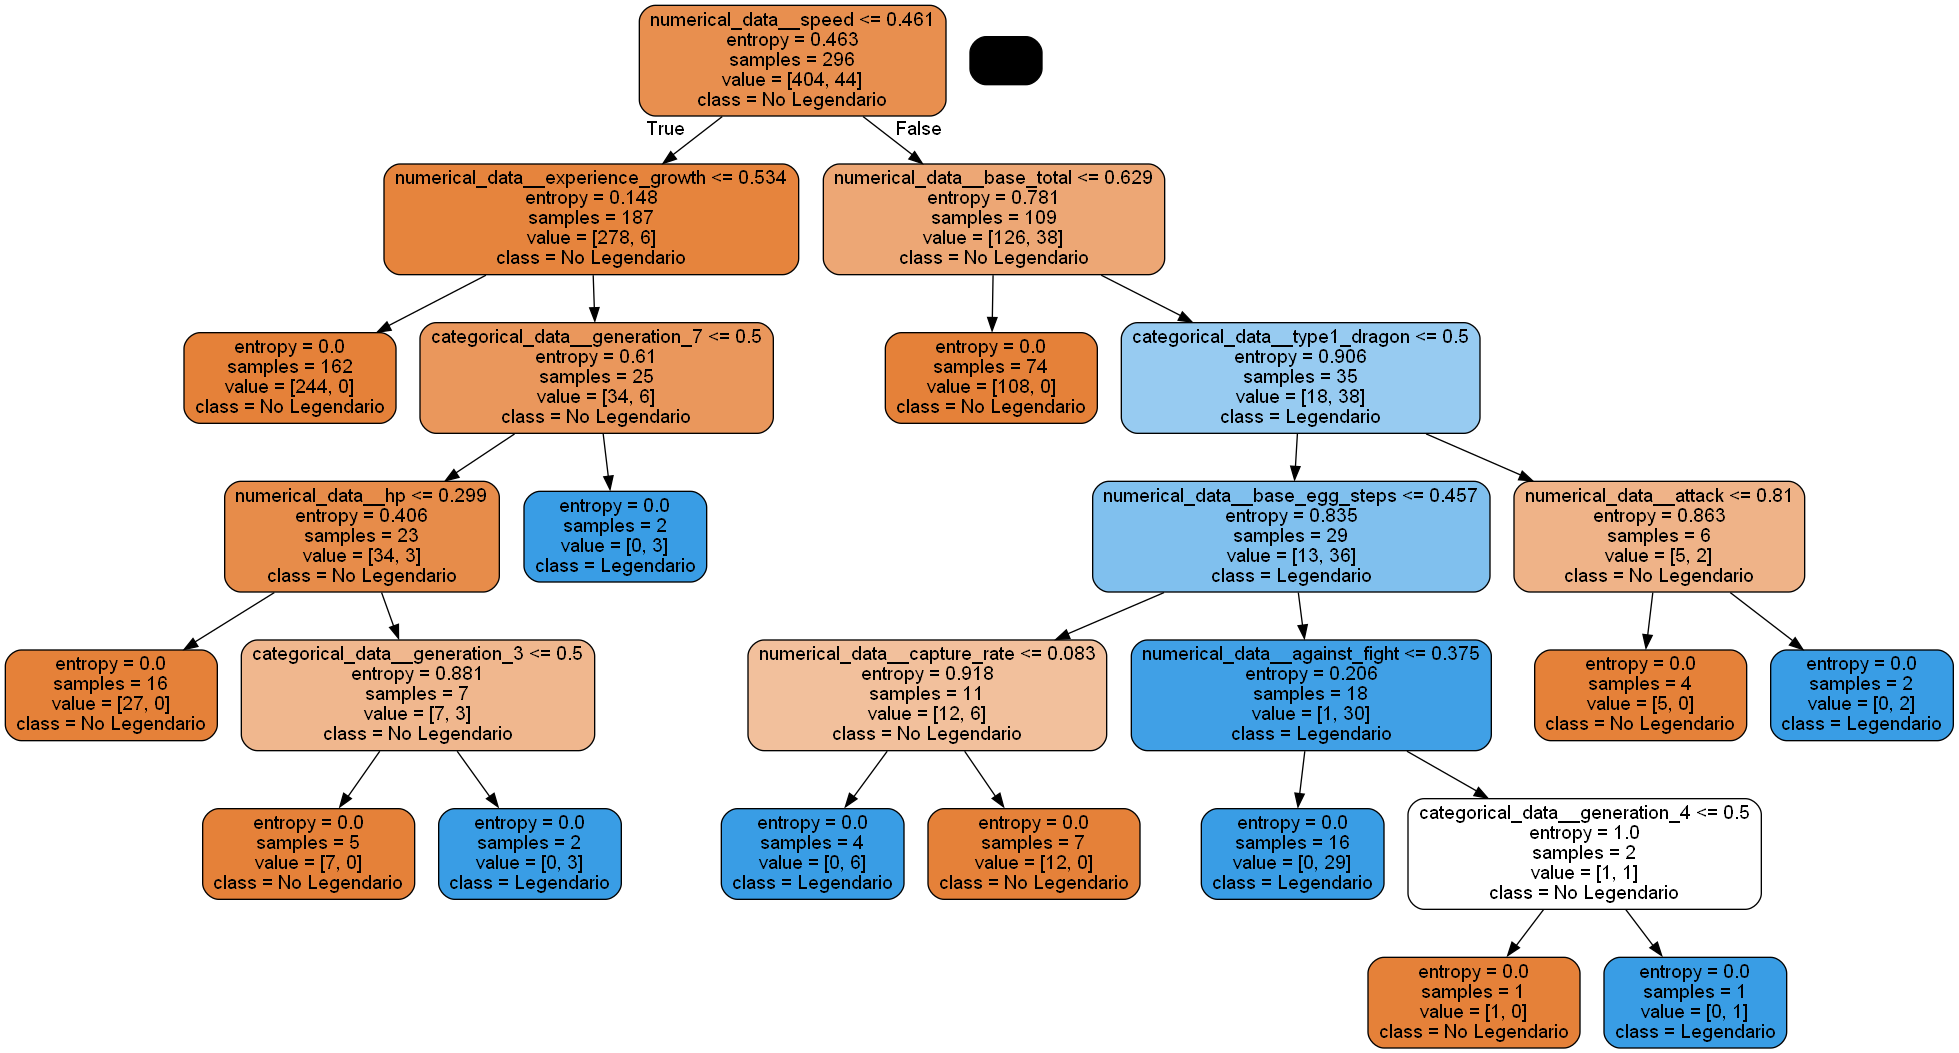 numerical_data__speed <= 0.461
entropy = 0.463
samples = 296
value = [404, 44]
class = No Legendario
True
False
numerical_data__experience_growth <= 0.534
entropy = 0.148
samples = 187
value = [278, 6]
class = No Legendario
numerical_data__base_total <= 0.629
entropy = 0.781
samples = 109
value = [126, 38]
class = No Legendario
entropy = 0.0
samples = 162
value = [244, 0]
class = No Legendario
categorical_data__generation_7 <= 0.5
entropy = 0.61
samples = 25
value = [34, 6]
class = No Legendario
entropy = 0.0
samples = 74
value = [108, 0]
class = No Legendario
categorical_data__type1_dragon <= 0.5
entropy = 0.906
samples = 35
value = [18, 38]
class = Legendario
numerical_data__hp <= 0.299
entropy = 0.406
samples = 23
value = [34, 3]
class = No Legendario
entropy = 0.0
samples = 2
value = [0, 3]
class = Legendario
numerical_data__base_egg_steps <= 0.457
entropy = 0.835
samples = 29
value = [13, 36]
class = Legendario
numerical_data__attack <= 0.81
entropy = 0.863
samples = 6
value = [5, 2]
class = No Legendario
entropy = 0.0
samples = 16
value = [27, 0]
class = No Legendario
categorical_data__generation_3 <= 0.5
entropy = 0.881
samples = 7
value = [7, 3]
class = No Legendario
numerical_data__capture_rate <= 0.083
entropy = 0.918
samples = 11
value = [12, 6]
class = No Legendario
numerical_data__against_fight <= 0.375
entropy = 0.206
samples = 18
value = [1, 30]
class = Legendario
entropy = 0.0
samples = 4
value = [5, 0]
class = No Legendario
entropy = 0.0
samples = 2
value = [0, 2]
class = Legendario
entropy = 0.0
samples = 5
value = [7, 0]
class = No Legendario
entropy = 0.0
samples = 2
value = [0, 3]
class = Legendario
entropy = 0.0
samples = 4
value = [0, 6]
class = Legendario
entropy = 0.0
samples = 7
value = [12, 0]
class = No Legendario
entropy = 0.0
samples = 16
value = [0, 29]
class = Legendario
categorical_data__generation_4 <= 0.5
entropy = 1.0
samples = 2
value = [1, 1]
class = No Legendario
entropy = 0.0
samples = 1
value = [1, 0]
class = No Legendario
entropy = 0.0
samples = 1
value = [0, 1]
class = Legendario